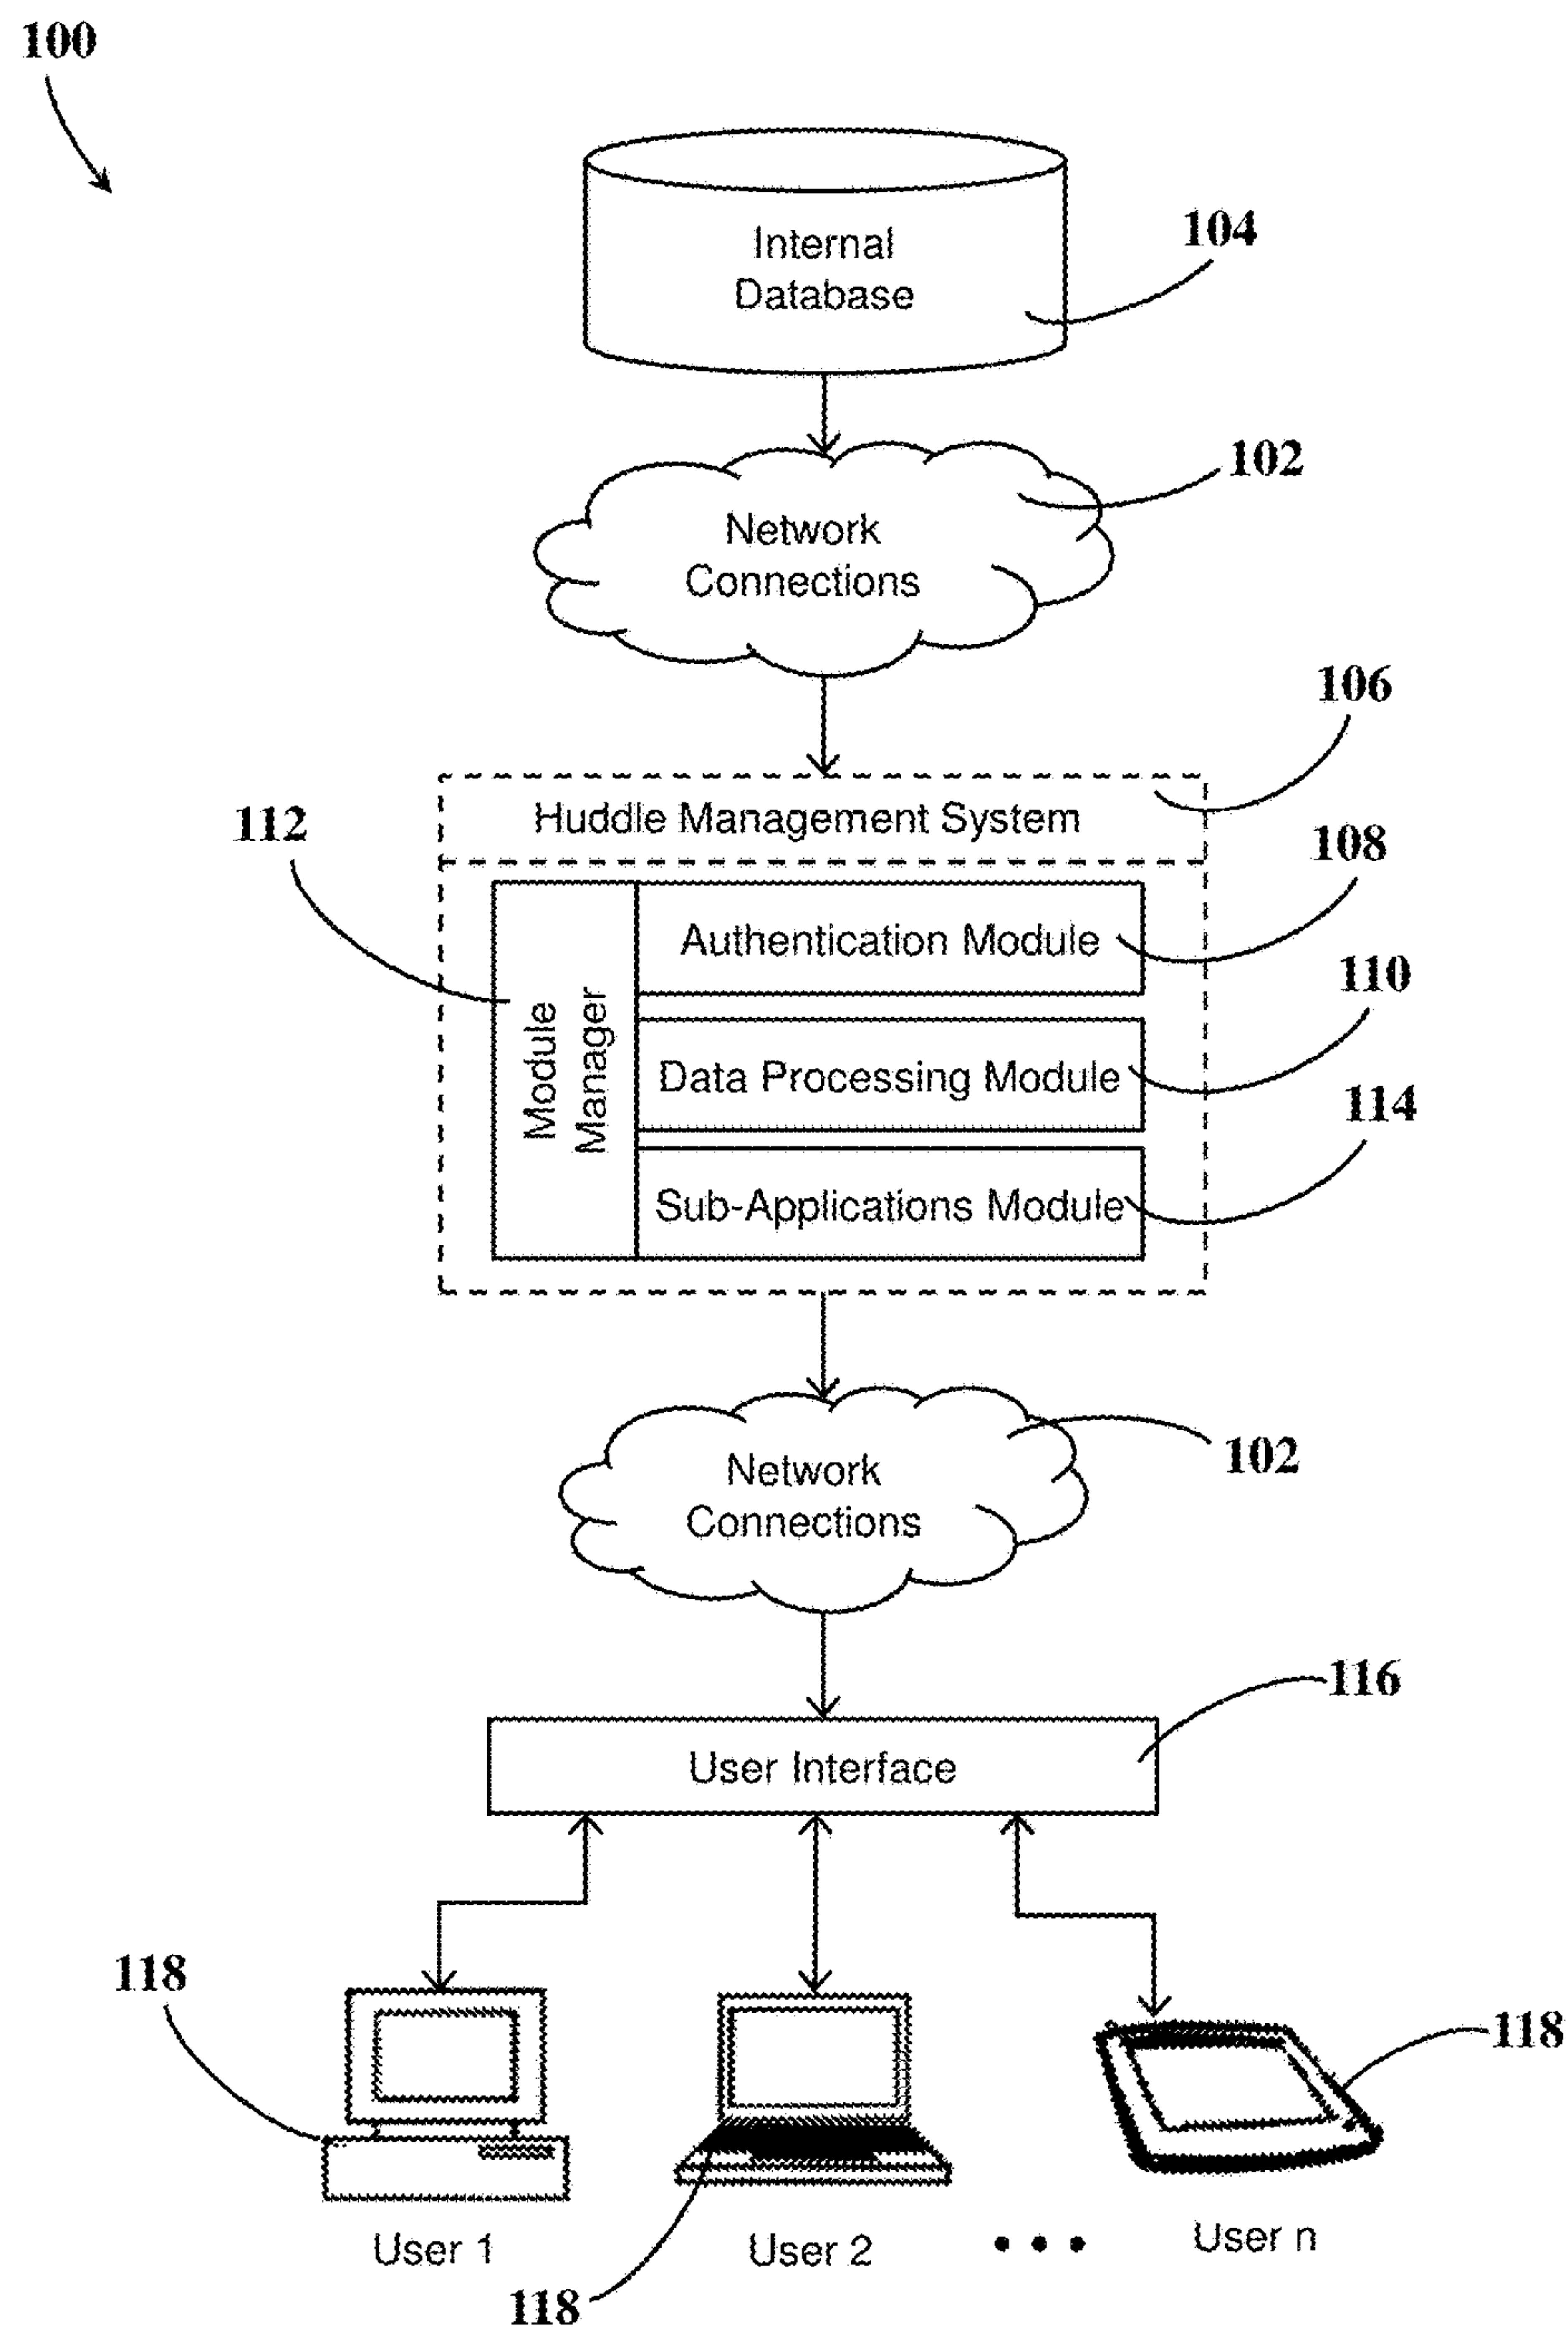 100
Internal
Database
104
102
Network
Connections
106
Huddle Management System
112
108
Authentication Module
110
Module
Manager
Data Processing Module
114
Sub-Applications Module
Network
Connections
102
116
User Interface
118
118
User 1
User 2
• • •
User n
118